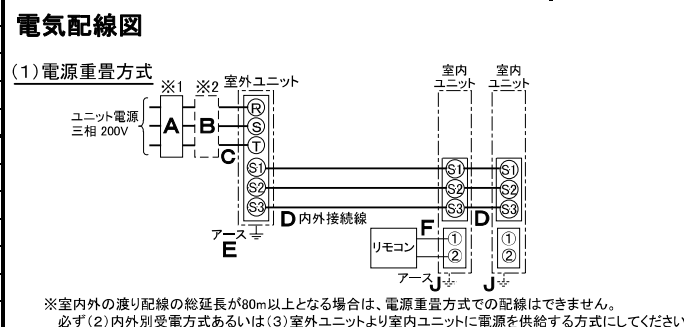 電気配線図
(1)電源重畳方式
※1
※2
室外ユニット
室内
ユニット
室内
ユニット
ユニット電源
三相 200V
A
B
C
R
S
T
S1
S2
S3
S1
S2
S3
S1
S2
S3
D内外接続線
D
F
アース
E
リモコン
①
②
①
②
アース
J
J
※室内外の渡り配線の総延長が80m以上となる場合は、電源重畳方式での配線はできません。
必ず(2)内外別受電方式あるいは(3)室外ユニットより室内ユニットに電源を供給する方式にしてください